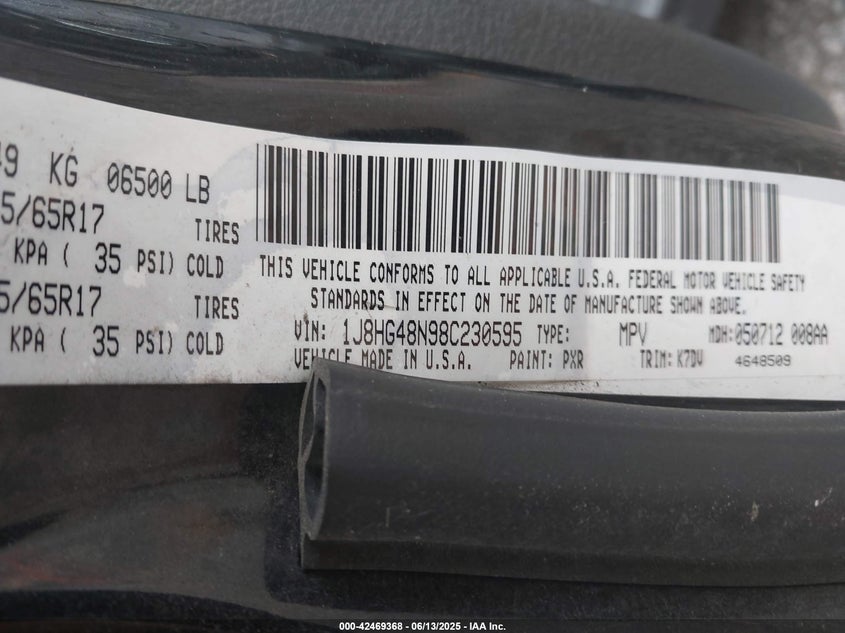 49 KG 06500 LB
5/65R17 TIRES
KPA ( 35 PSI) COLD
5/65R17 TIRES
KPA ( 35 PSI) COLD
THIS VEHICLE CONFORMS TO ALL APPLICABLE U.S.A. FEDERAL MOTOR VEHICLE SAFETY
STANDARDS IN EFFECT ON THE DATE OF MANUFACTURE SHOWN ABOVE.
VIN: 1J8HG48N98C230595 TYPE: MPV MDH:050712 008AA
VEHICLE MADE IN U.S.A. PAINT: PXR TRIM: K7DV 4648509
000-42469368 - 06/13/2025 - IAA Inc.